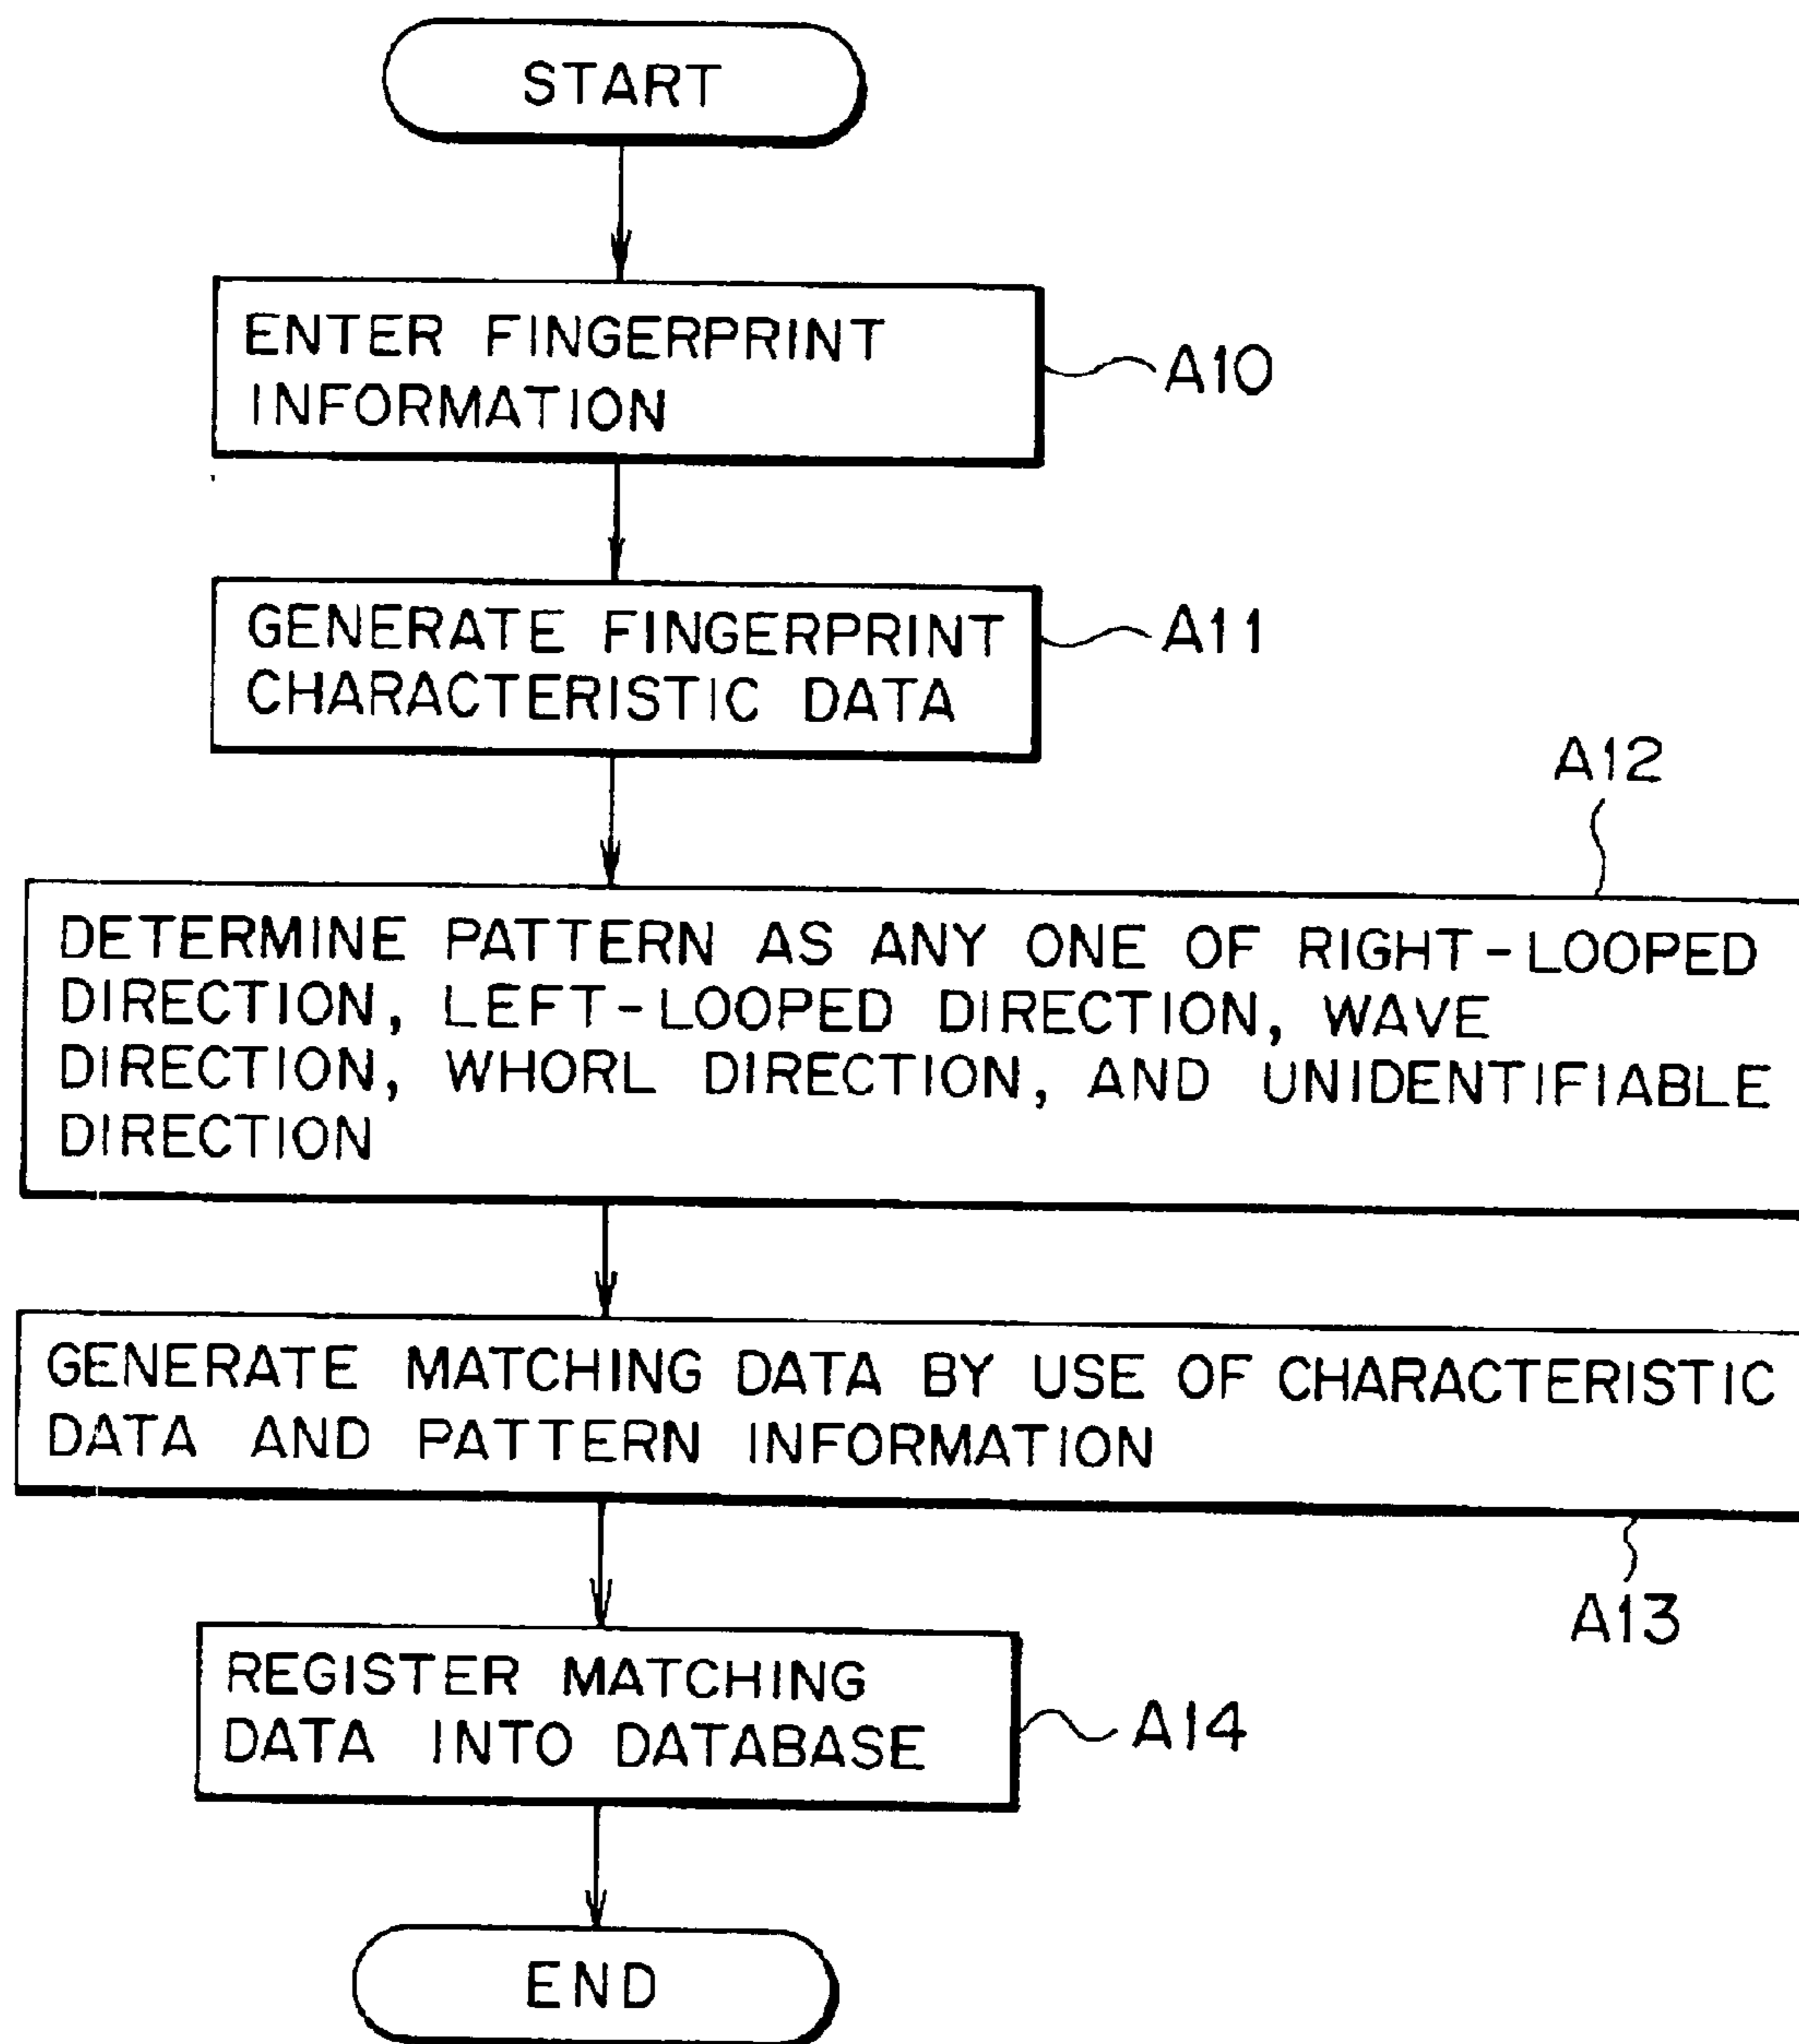 START
ENTER FINGERPRINT
INFORMATION
A10
GENERATE FINGERPRINT
CHARACTERISTIC DATA
A11
A12
DETERMINE PATTERN AS ANY ONE OF RIGHT-LOOPED
DIRECTION, LEFT-LOOPED DIRECTION, WAVE
DIRECTION, WHORL DIRECTION, AND UNIDENTIFIABLE
DIRECTION
GENERATE MATCHING DATA BY USE OF CHARACTERISTIC
DATA AND PATTERN INFORMATION
A13
REGISTER MATCHING
DATA INTO DATABASE
A14
END